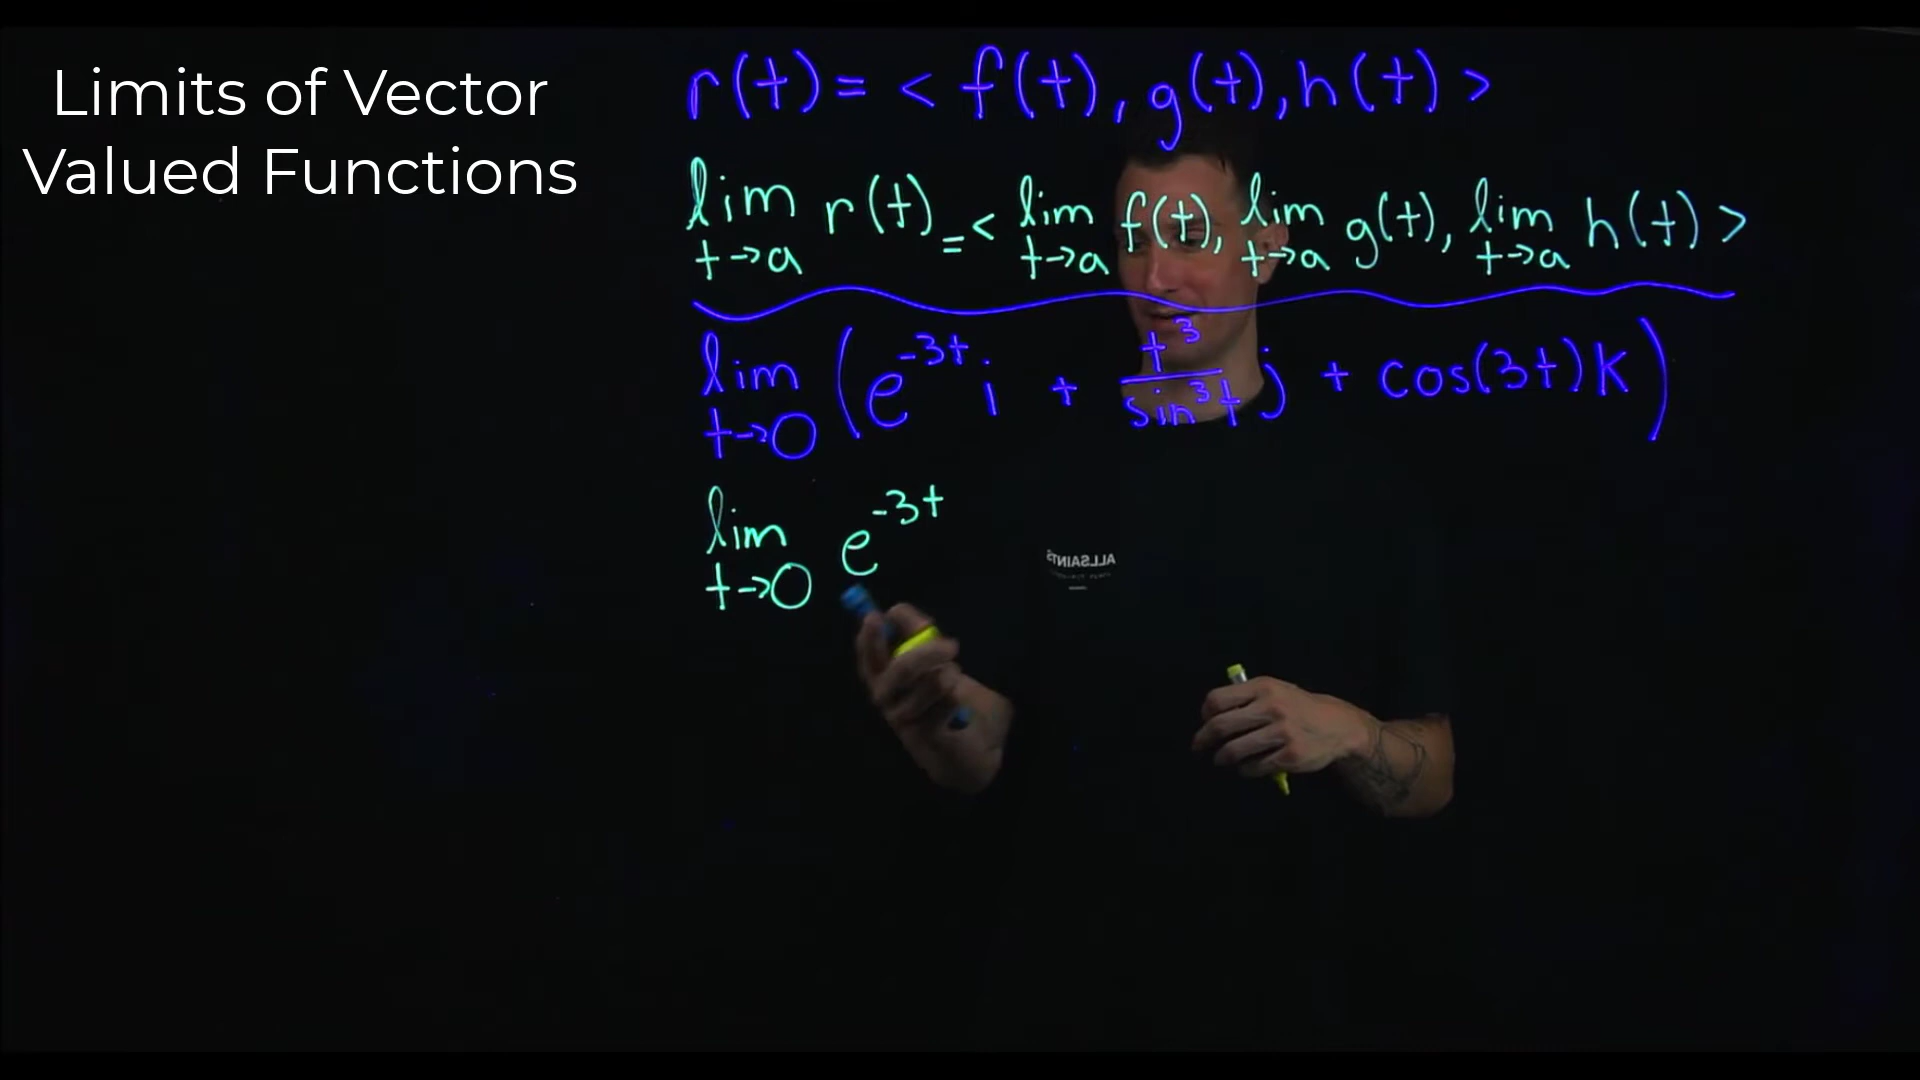 Limits of Vector
Valued Functions
r(t) = < f(t), g(t), h(t) >
lim t→a r(t) = < lim t→a f(t), lim t→a g(t), lim t→a h(t) >
lim t→0 (e^-3t i + t^3/sin^3 t j + cos(3t) k)
lim t→0 e^-3t
ALLSAINTS